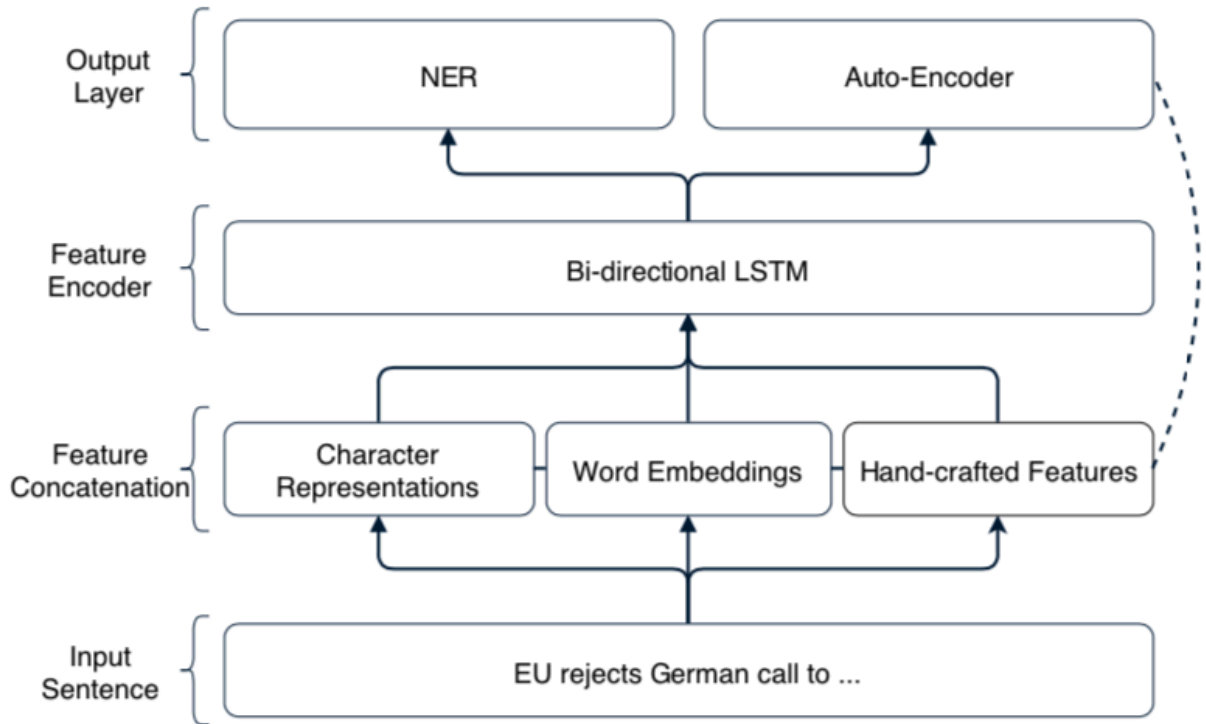 Output
Layer
NER
Auto-Encoder
Feature
Encoder
Bi-directional LSTM
Feature
Concatenation
Character
Representations
Word Embeddings
Hand-crafted Features
Input
Sentence
EU rejects German call to ...